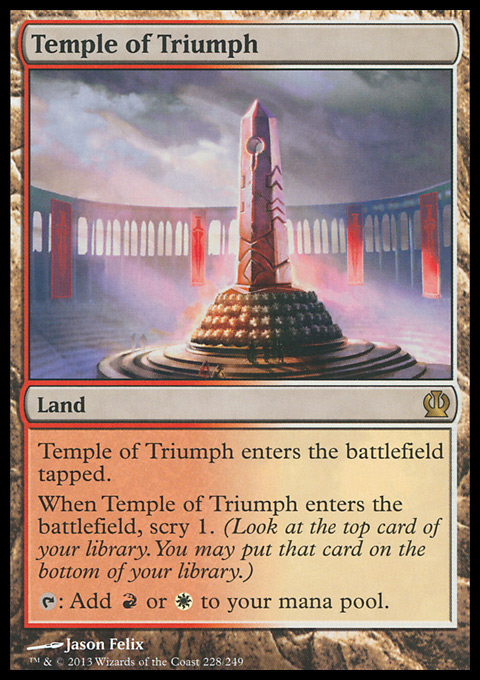 Temple of Triumph
Land
Temple of Triumph enters the battlefield
tapped.
When Temple of Triumph enters the
battlefield, scry 1. (Look at the top card of
your library. You may put that card on the
bottom of your library.)
: Add or to your mana pool.
Jason Felix
™ & © 2013 Wizards of the Coast 228/249